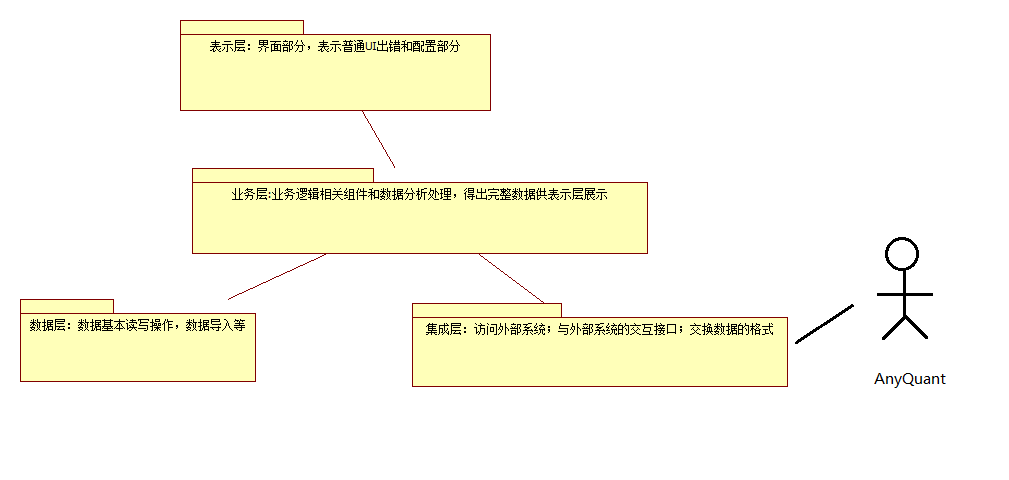 表示层：界面部分，表示普通UI出错和配置部分
业务层:业务逻辑相关组件和数据分析处理，得出完整数据供表示层展示
数据层：数据基本读写操作，数据导入等
集成层：访问外部系统；与外部系统的交互接口；交换数据的格式
AnyQuant